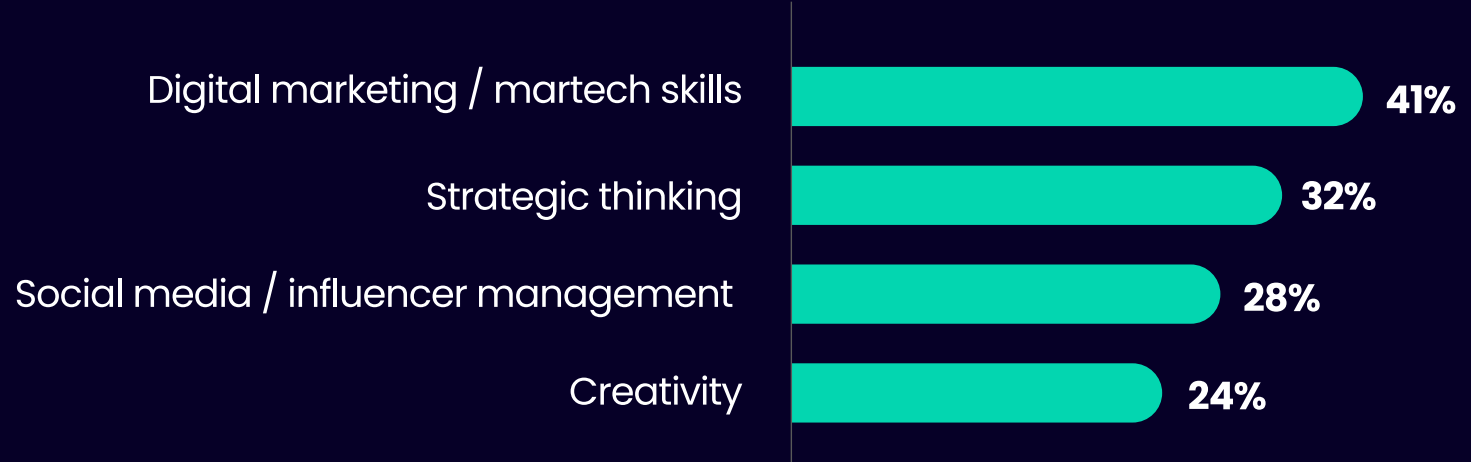 Digital marketing / martech skills 41%
Strategic thinking 32%
Social media / influencer management 28%
Creativity 24%